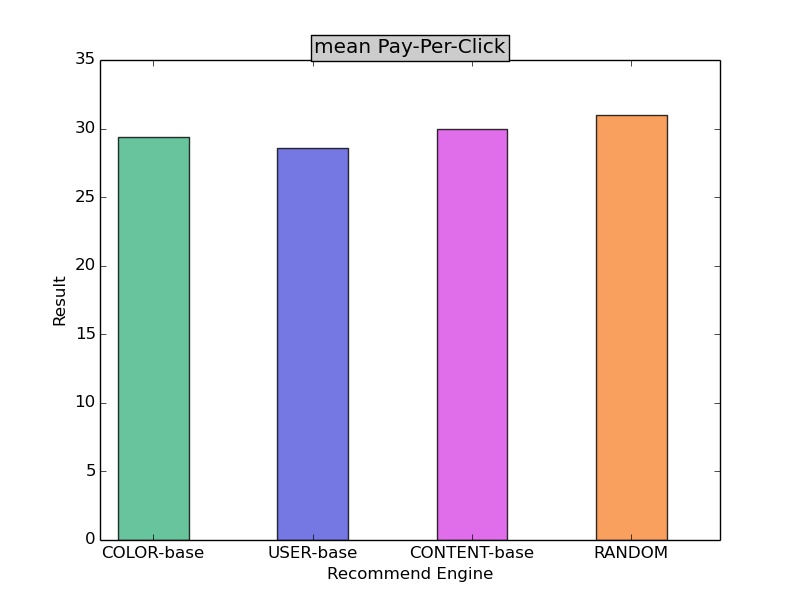 mean Pay-Per-Click
35
30
25
20
15
10
5
0
Result
COLOR-base USER-base CONTENT-base RANDOM
Recommend Engine